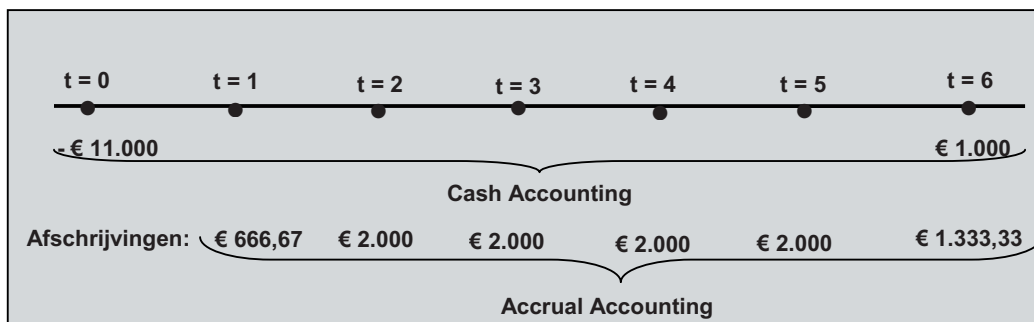 t = 0 t = 1 t = 2 t = 3 t = 4 t = 5 t = 6
- € 11.000 € 1.000
Cash Accounting
Afschrijvingen: € 666,67 € 2.000 € 2.000 € 2.000 € 2.000 € 1.333,33
Accrual Accounting